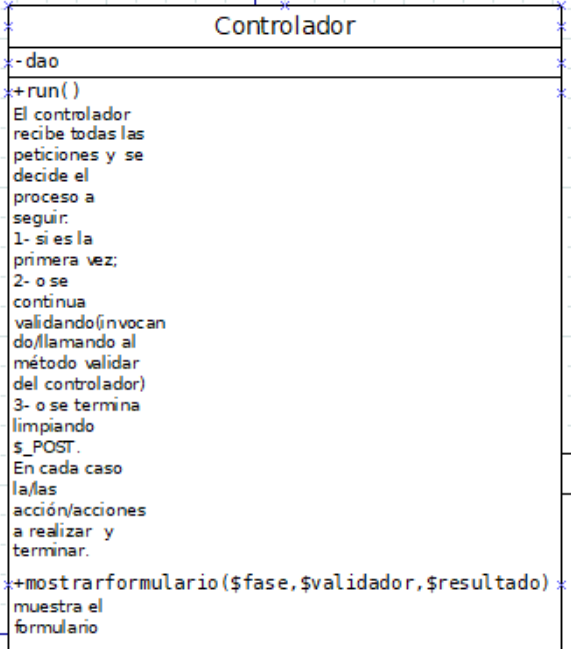 Controlador
-dao
+run()
El controlador
recibe todas las
peticiones y se
decide el
proceso a
seguir:
1- si es la
primera vez;
2- o se
continua
validando(invocan
do/llamando al
método validar
del controlador)
3- o se termina
limpiando
$_POST.
En cada caso
la/las
acción/acciones
a realizar y
terminar.
+mostrarformulario($fase,$validador,$resultado)
muestra el
formulario